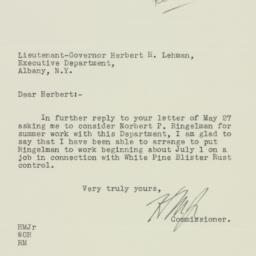 Lieutenant-Governor Herbert H. Lehman,
Executive Department,
Albany, N.Y.
Dear Herbert:-
In further reply to your letter of May 27
asking me to consider Norbert P. Ringelman for
summer work with this Department, I am glad to
say that I have been able to arrange to put
Ringelman to work beginning about July 1 on a
job in connection with White Pine Blister Rust
control.
Very truly yours,
Commissioner.
HMJr
WGH
RM